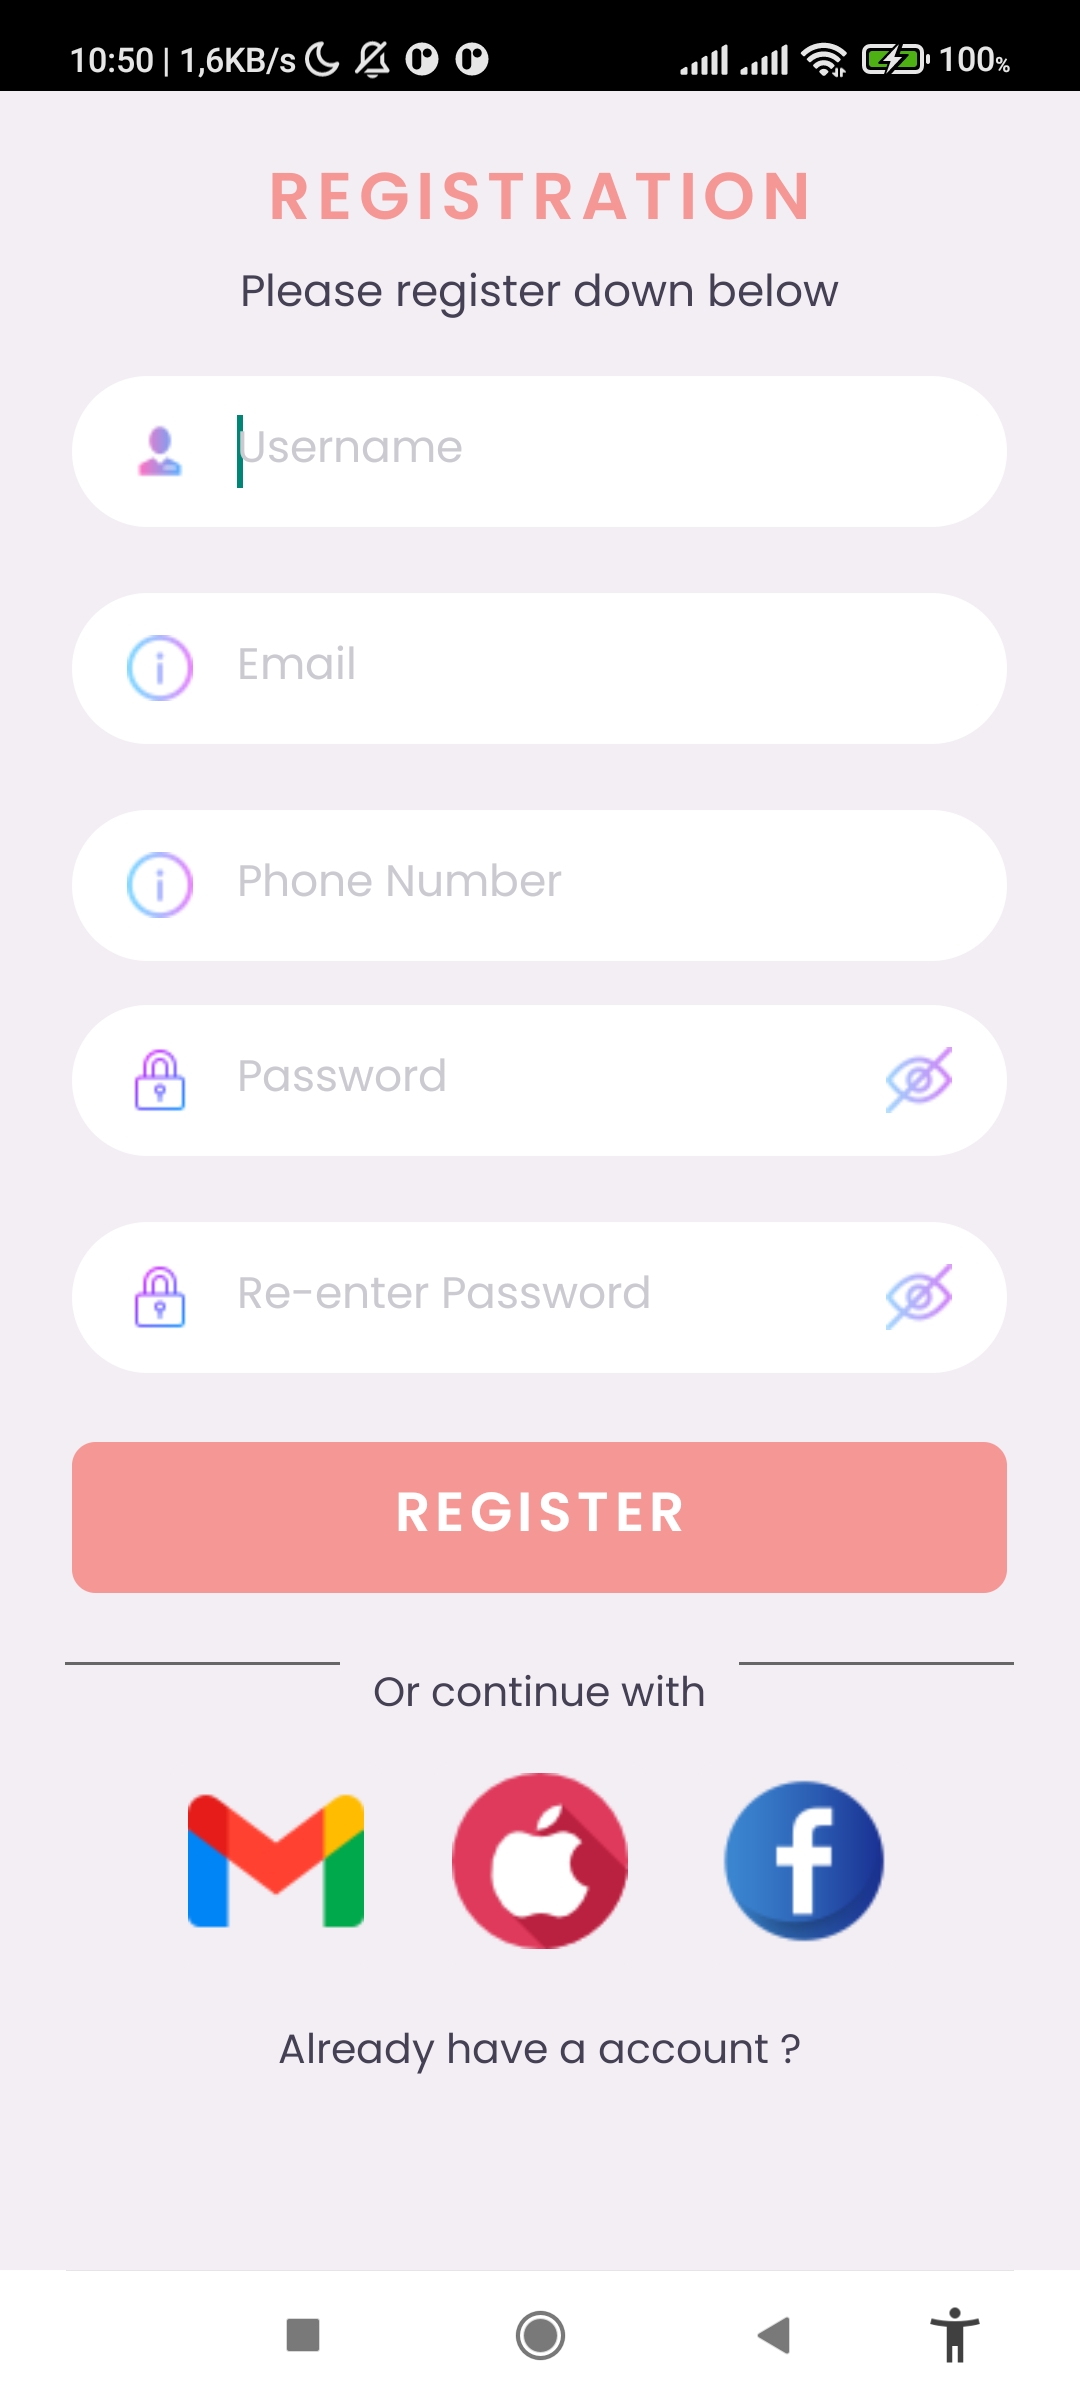 10:50 | 1,6KB/s 100%
REGISTRATION
Please register down below
Username
Email
Phone Number
Password
Re-enter Password
REGISTER
Or continue with
Already have a account ?